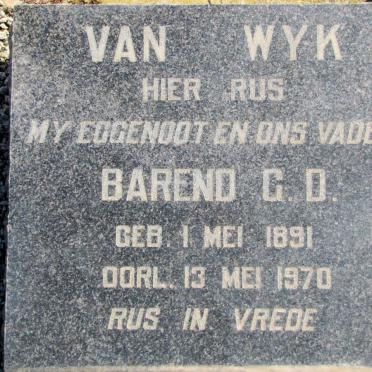 VAN WYK
HIER RUS
MY EGGENOOT EN ONS VADE
BAREND G. D.
GEB. 1 MEI 1891
OORL. 13 MEI 1970
RUS IN VREDE